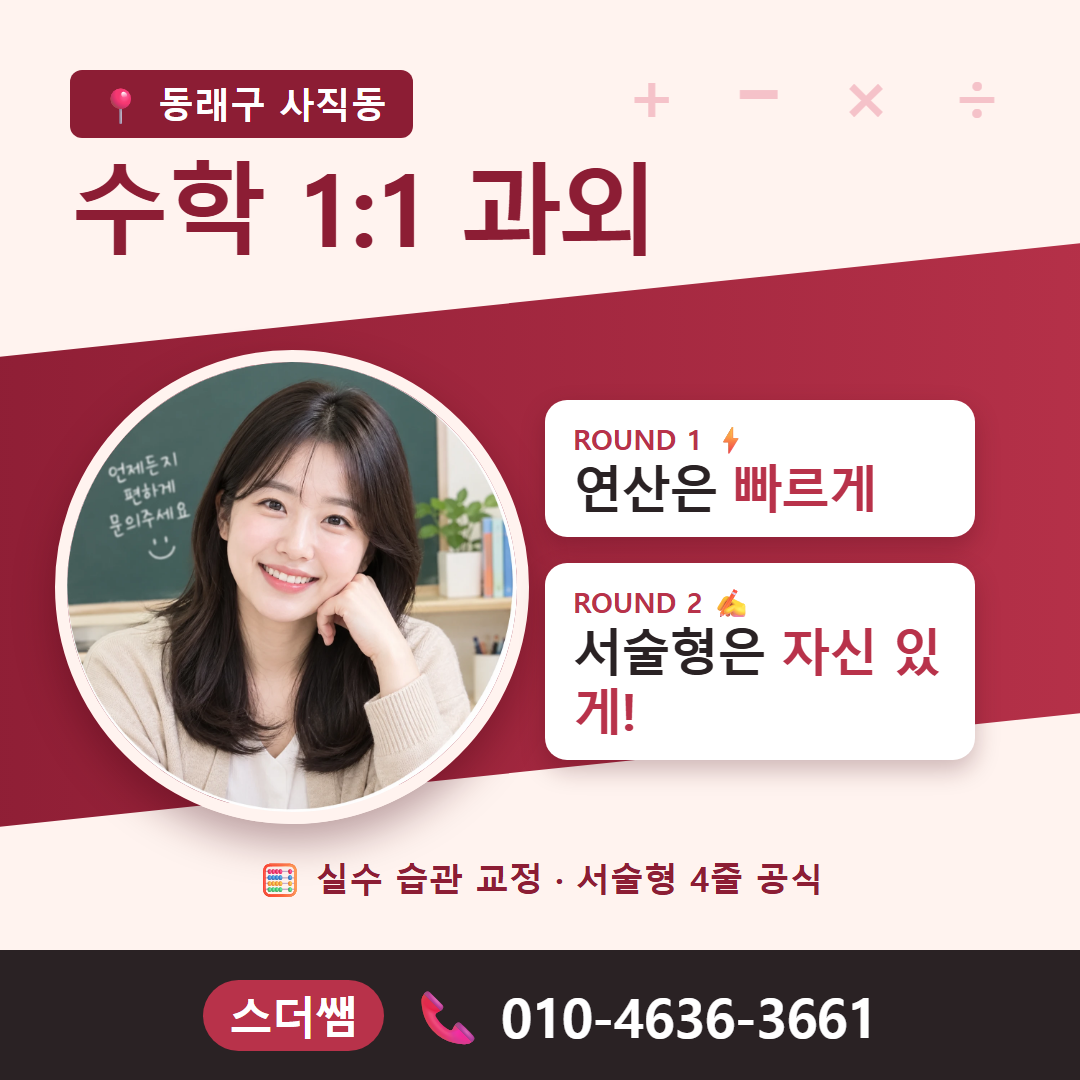 📍 동래구 사직동
+ − × ÷
수학 1:1 과외
언제든지
편하게
문의주세요
ROUND 1 ⚡
연산은 빠르게
ROUND 2 ✍
서술형은 자신 있
게!
🧮 실수 습관 교정 · 서술형 4줄 공식
스더쌤 📞 010-4636-3661